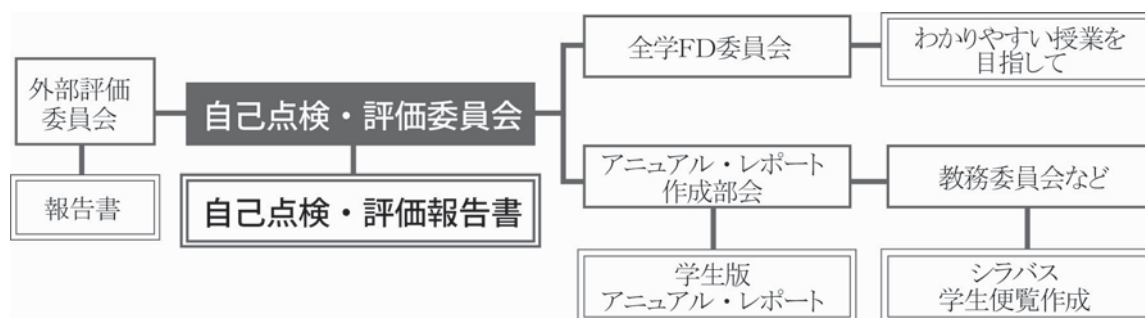 外部評価
委員会
報告書
自己点検・評価委員会
自己点検・評価報告書
全学FD委員会
わかりやすい授業を
目指して
アニュアル・レポート
作成部会
教務委員会など
学生版
アニュアル・レポート
シラバス
学生便覧作成